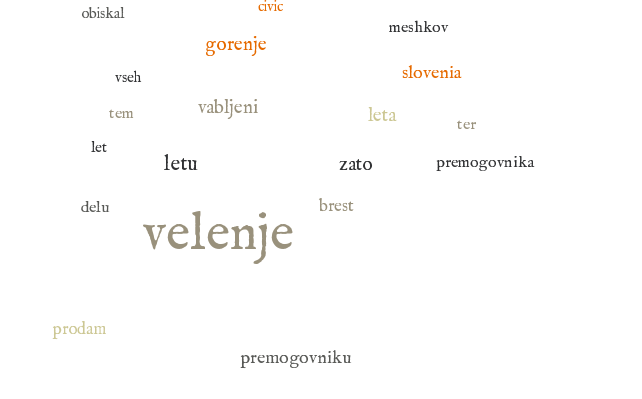 civic
obiskal
meshkov
gorenje
slovenia
vseh
vabljeni
tem
leta
ter
let
letu
zato
premogovnika
brest
delu
velenje
prodam
premogovniku